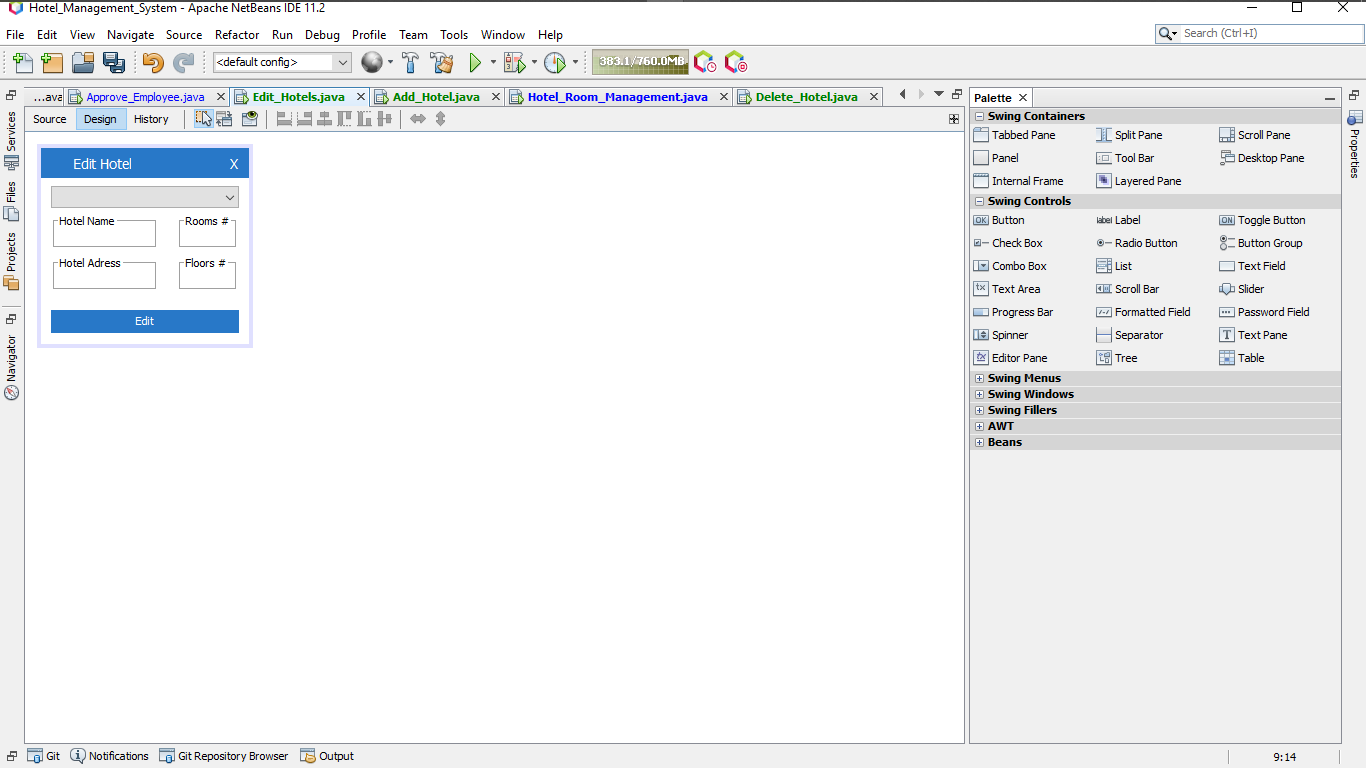 Hotel_Management_System - Apache NetBeans IDE 11.2
File Edit View Navigate Source Refactor Run Debug Profile Team Tools Window Help
Search (Ctrl+I)
<default config>
383.1/760.0MB
...ava Approve_Employee.java Edit_Hotels.java Add_Hotel.java Hotel_Room_Management.java Delete_Hotel.java
Source Design History
Services
Files
Projects
Navigator
Edit Hotel X
Hotel Name Rooms #
Hotel Adress Floors #
Edit
Palette
Swing Containers
Tabbed Pane Split Pane Scroll Pane
Panel Tool Bar Desktop Pane
Internal Frame Layered Pane
Swing Controls
OK Button label Label ON Toggle Button
Check Box Radio Button Button Group
Combo Box List Text Field
Text Area Scroll Bar Slider
Progress Bar Formatted Field Password Field
Spinner Separator T Text Pane
Editor Pane Tree Table
Swing Menus
Swing Windows
Swing Fillers
AWT
Beans
Properties
Git Notifications Git Repository Browser Output
9:14